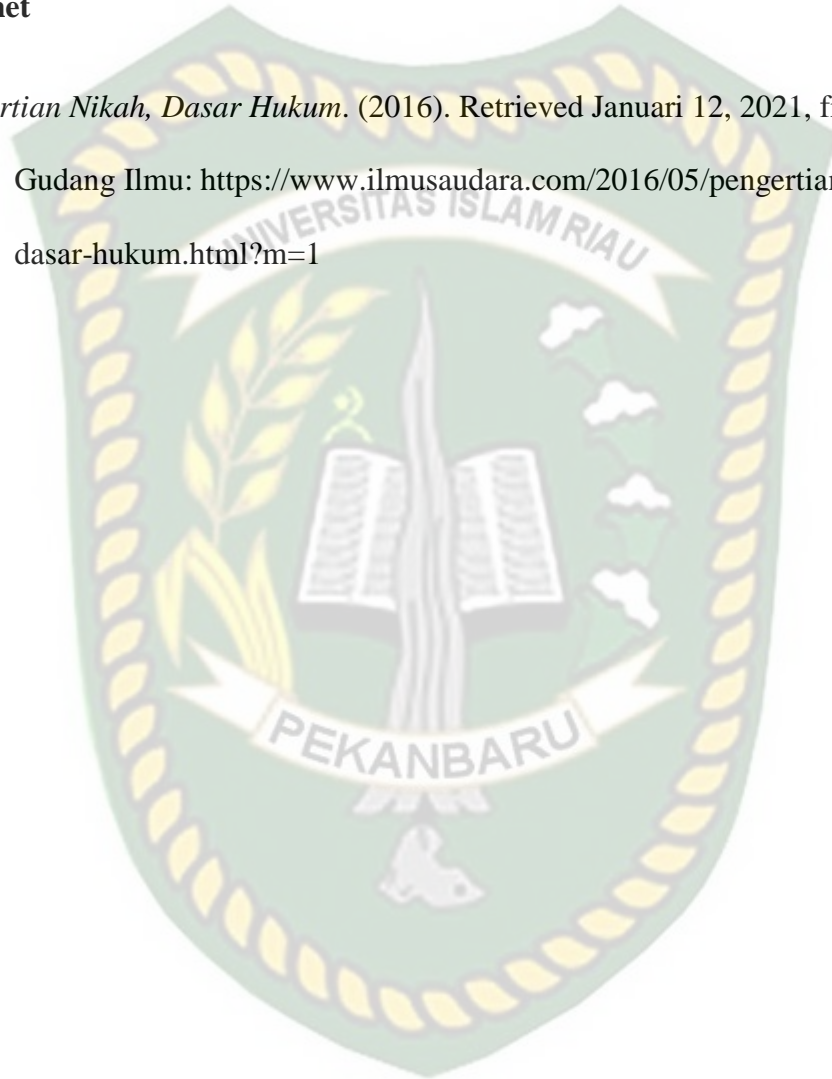 net
rtian Nikah, Dasar Hukum. (2016). Retrieved Januari 12, 2021, f
Gudang Ilmu: https://www.ilmusaudara.com/2016/05/pengertian
dasar-hukum.html?m=1
UNIVERSITAS ISLAM RIAU
PEKANBARU